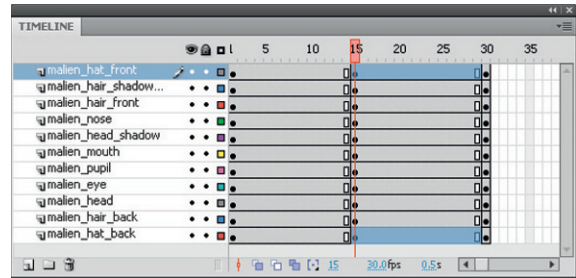 TIMELINE
1 5 10 15 20 25 30 35
malien_hat_front
malien_hair_shadow...
malien_hair_front
malien_nose
malien_head_shadow
malien_mouth
malien_pupil
malien_eye
malien_head
malien_hair_back
malien_hat_back
15 30.0fps 0.5s